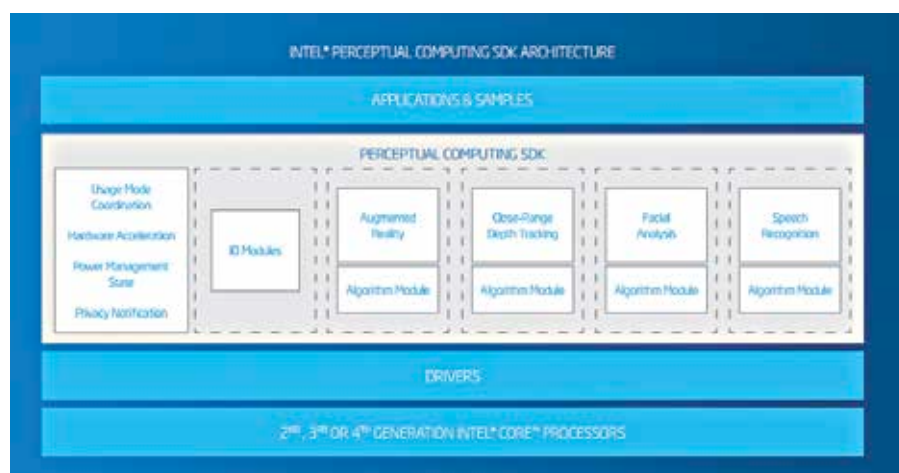 INTEL® PERCEPTUAL COMPUTING SDK ARCHITECTURE
APPLICATIONS & SAMPLES
PERCEPTUAL COMPUTING SDK
Usage Mode
Coordination
Hardware Acceleration
Power Management
State
Privacy Notification
IO Modules
Augmented
Reality
Algorithm Module
Close-Range
Depth Tracking
Algorithm Module
Facial
Analysis
Algorithm Module
Speech
Recognition
Algorithm Module
DRIVERS
2ND, 3RD OR 4TH GENERATION INTEL® CORE™ PROCESSORS